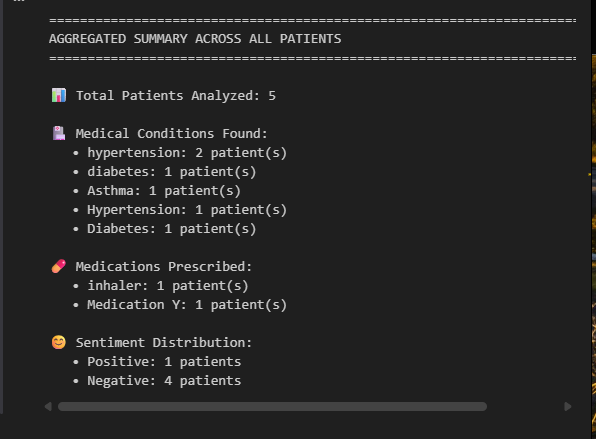 ================================================================================
AGGREGATED SUMMARY ACROSS ALL PATIENTS
================================================================================
📊 Total Patients Analyzed: 5
🏥 Medical Conditions Found:
• hypertension: 2 patient(s)
• diabetes: 1 patient(s)
• Asthma: 1 patient(s)
• Hypertension: 1 patient(s)
• Diabetes: 1 patient(s)
💊 Medications Prescribed:
• inhaler: 1 patient(s)
• Medication Y: 1 patient(s)
😊 Sentiment Distribution:
• Positive: 1 patients
• Negative: 4 patients